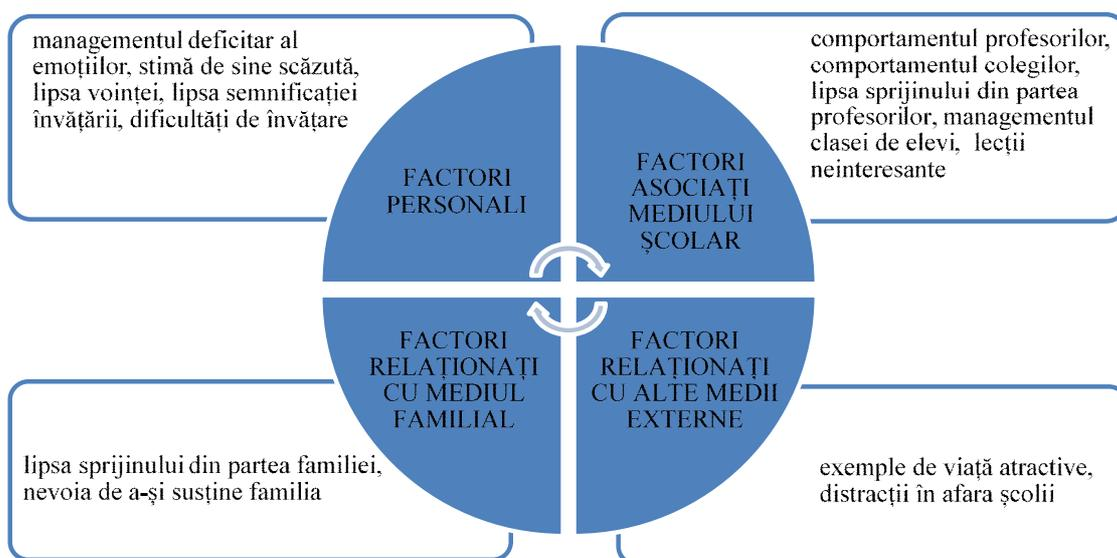 managementul deficitar al
emoțiilor, stimă de sine scăzută,
lipsa voinței, lipsa semnificației
învățării, dificultăți de învățare
comportamentul profesorilor,
comportamentul colegilor,
lipsa sprijinului din partea
profesorilor, managementul
clasei de elevi, lecții
neinteresante
FACTORI
PERSONALI
FACTORI
ASOCIAȚI
MEDIULUI
ȘCOLAR
FACTORI
RELAȚIONAȚI
CU MEDIUL
FAMILIAL
FACTORI
RELAȚIONAȚI
CU ALTE MEDII
EXTERNE
lipsa sprijinului din partea familiei,
nevoia de a-și susține familia
exemple de viață atractive,
distracții în afara școlii